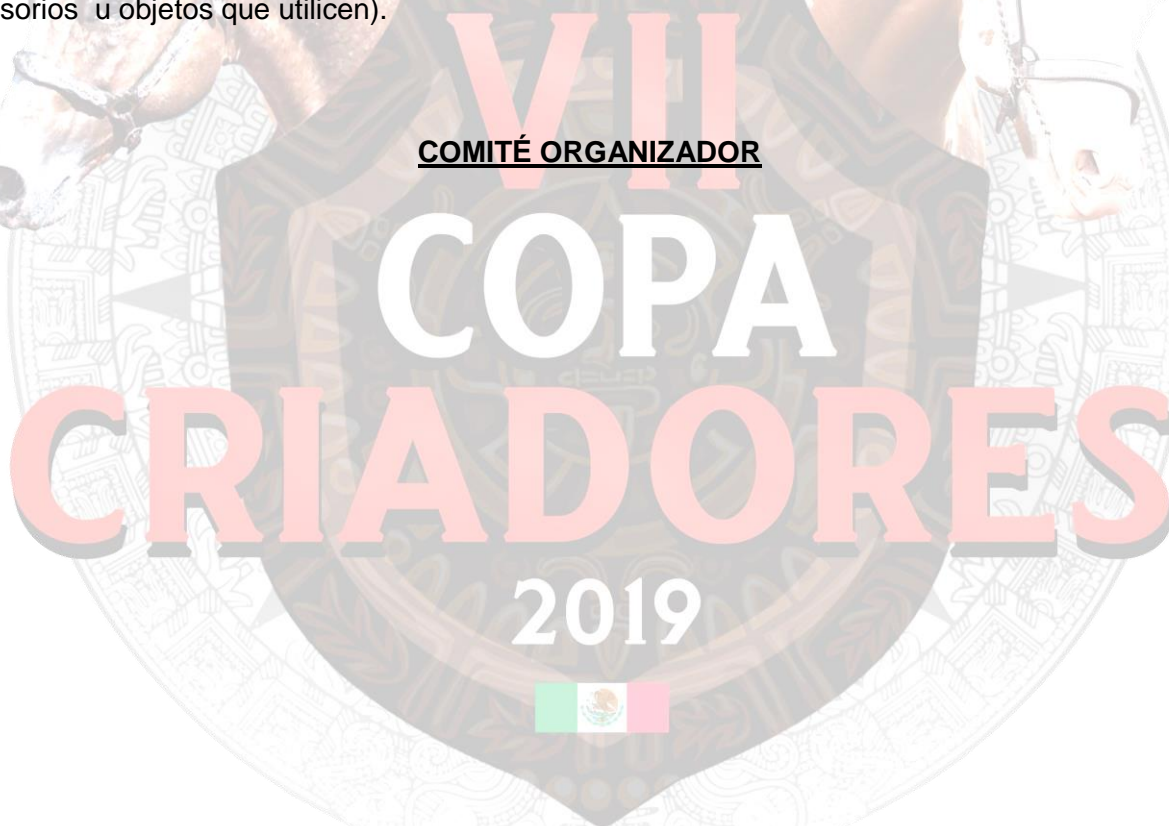 sorios u objetos que utilicen).
VII
COMITÉ ORGANIZADOR
COPA
CRIADORES
2019